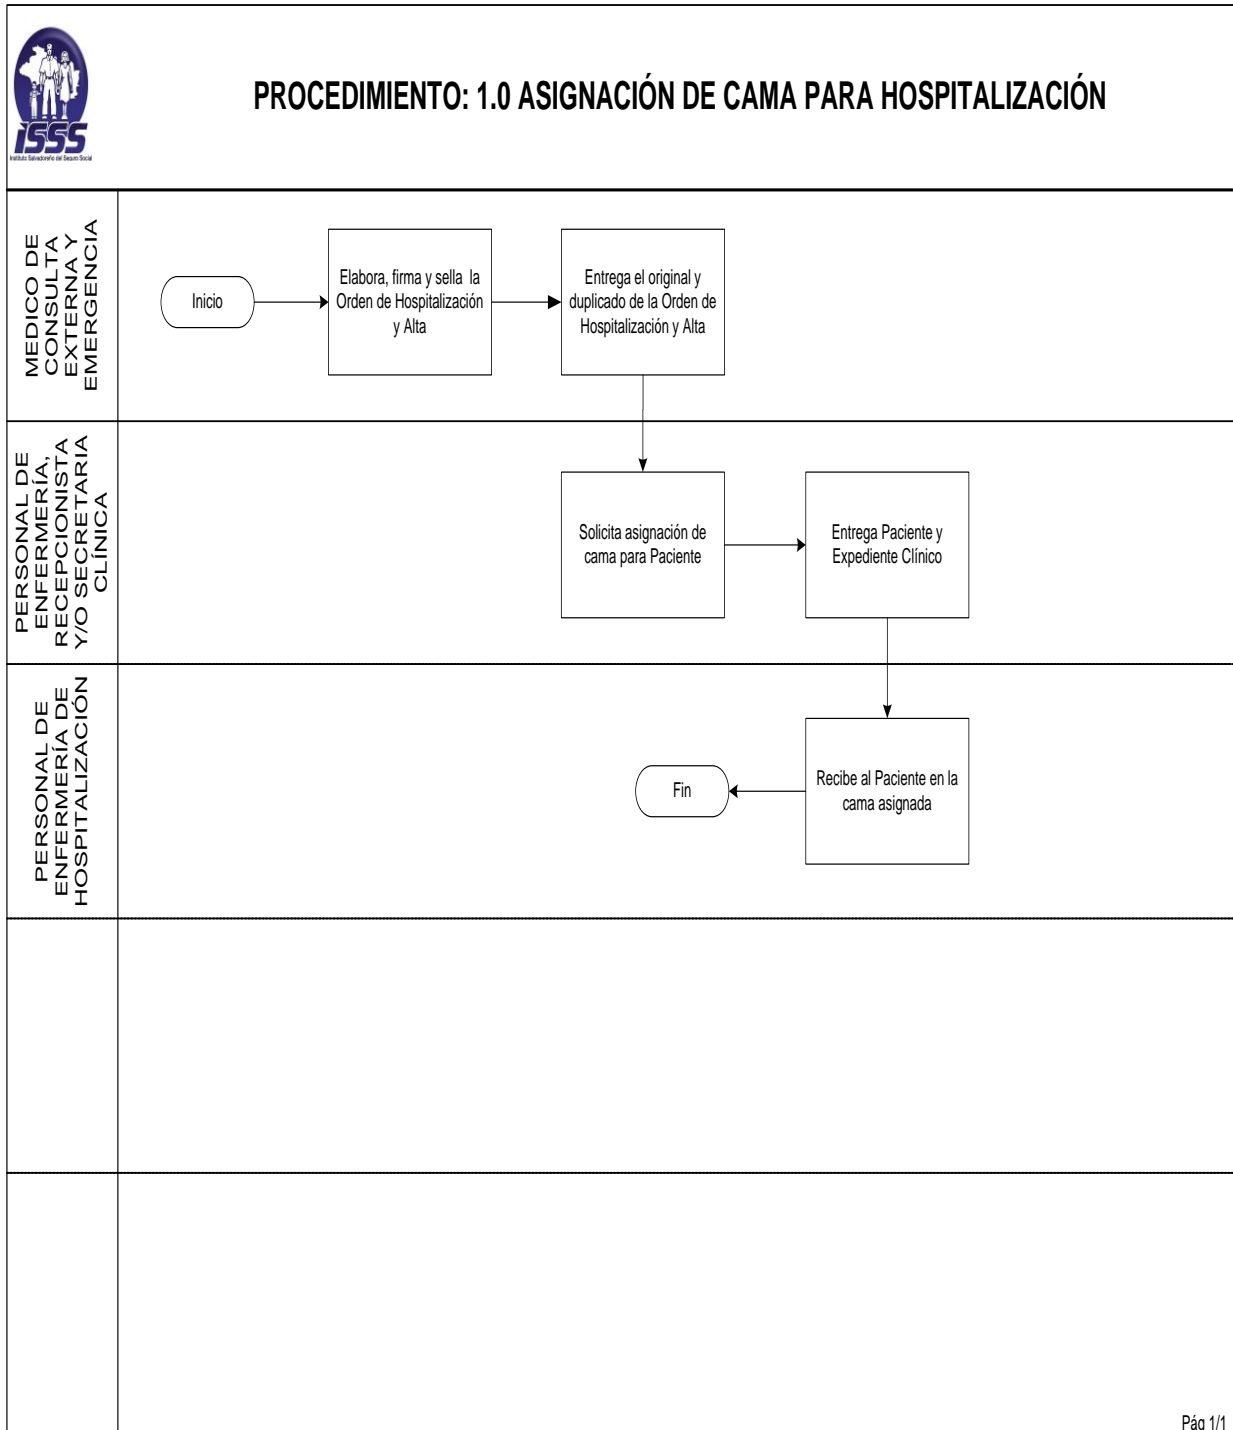 ISSS
Instituto Salvadoreño del Seguro Social
PROCEDIMIENTO: 1.0 ASIGNACIÓN DE CAMA PARA HOSPITALIZACIÓN
MEDICO DE
CONSULTA
EXTERNA Y
EMERGENCIA
Inicio
Elabora, firma y sella la
Orden de Hospitalización
y Alta
Entrega el original y
duplicado de la Orden de
Hospitalización y Alta
PERSONAL DE
ENFERMERÍA,
RECEPCIONISTA
Y/O SECRETARIA
CLÍNICA
Solicita asignación de
cama para Paciente
Entrega Paciente y
Expediente Clínico
PERSONAL DE
ENFERMERÍA DE
HOSPITALIZACIÓN
Fin
Recibe al Paciente en la
cama asignada
Pág 1/1